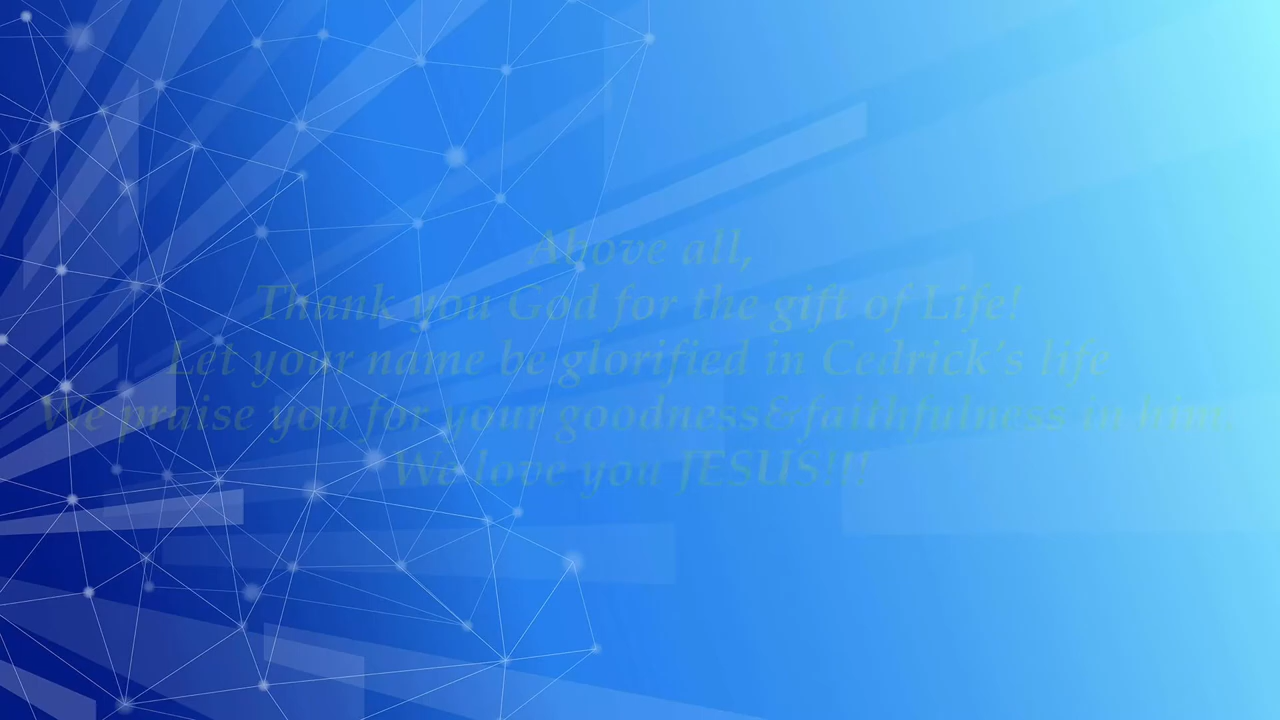 Above all,
Thank you God for the gift of Life!
Let your name be glorified in Cedrick's life
We praise you for your goodness&faithfulness in him.
We love you JESUS!!!